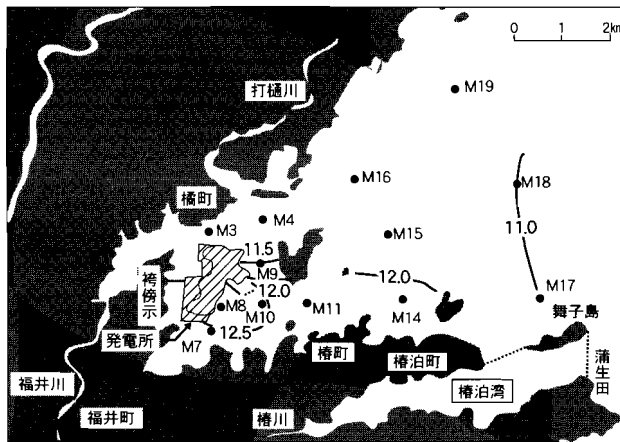 0 1 2km
M19
打樋川
M16
M18
橘町
M4
M3
11.0
11.5
M15
袴傍示
M9
12.0
12.0
M17
M8
M10
M11
M14
舞子島
発電所
12.5
M7
椿町
椿泊町
蒲生田
福井川
椿泊湾
福井町
椿川